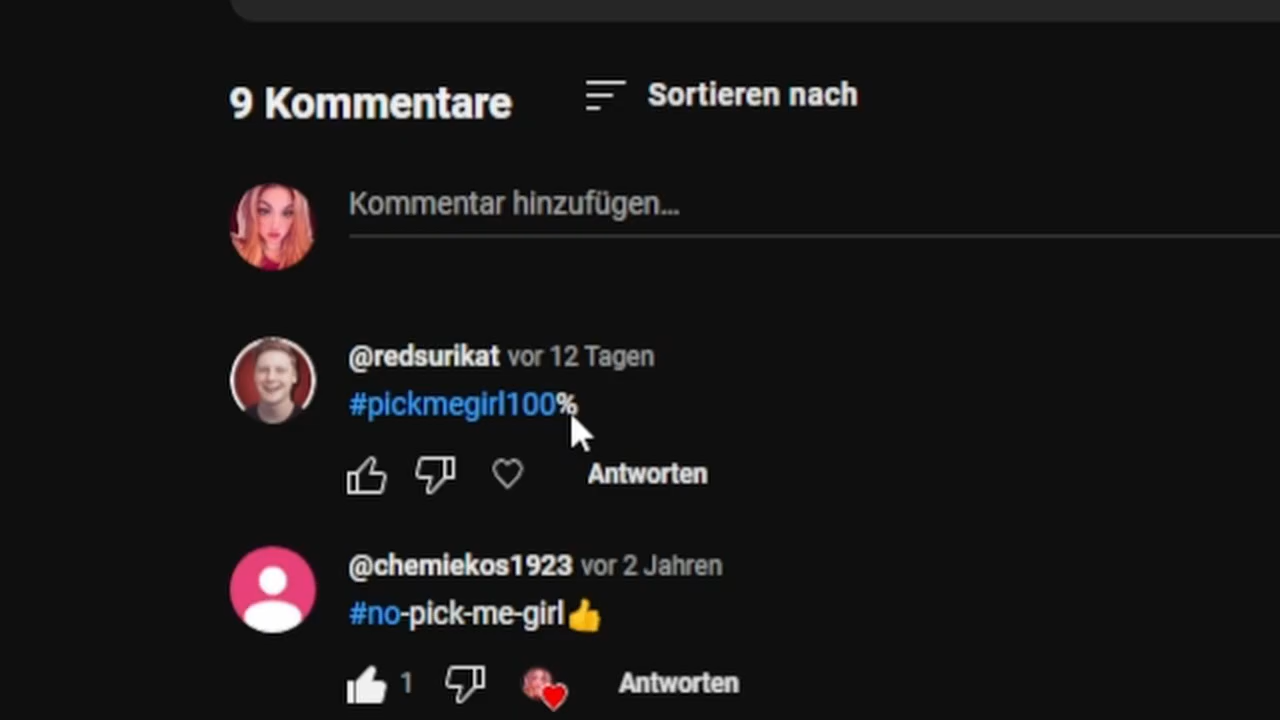 9 Kommentare
Sortieren nach
Kommentar hinzufügen...
@redsurikat vor 12 Tagen
#pickmegirl100%
Antworten
@chemiekos1923 vor 2 Jahren
#no-pick-me-girl👍
1
Antworten